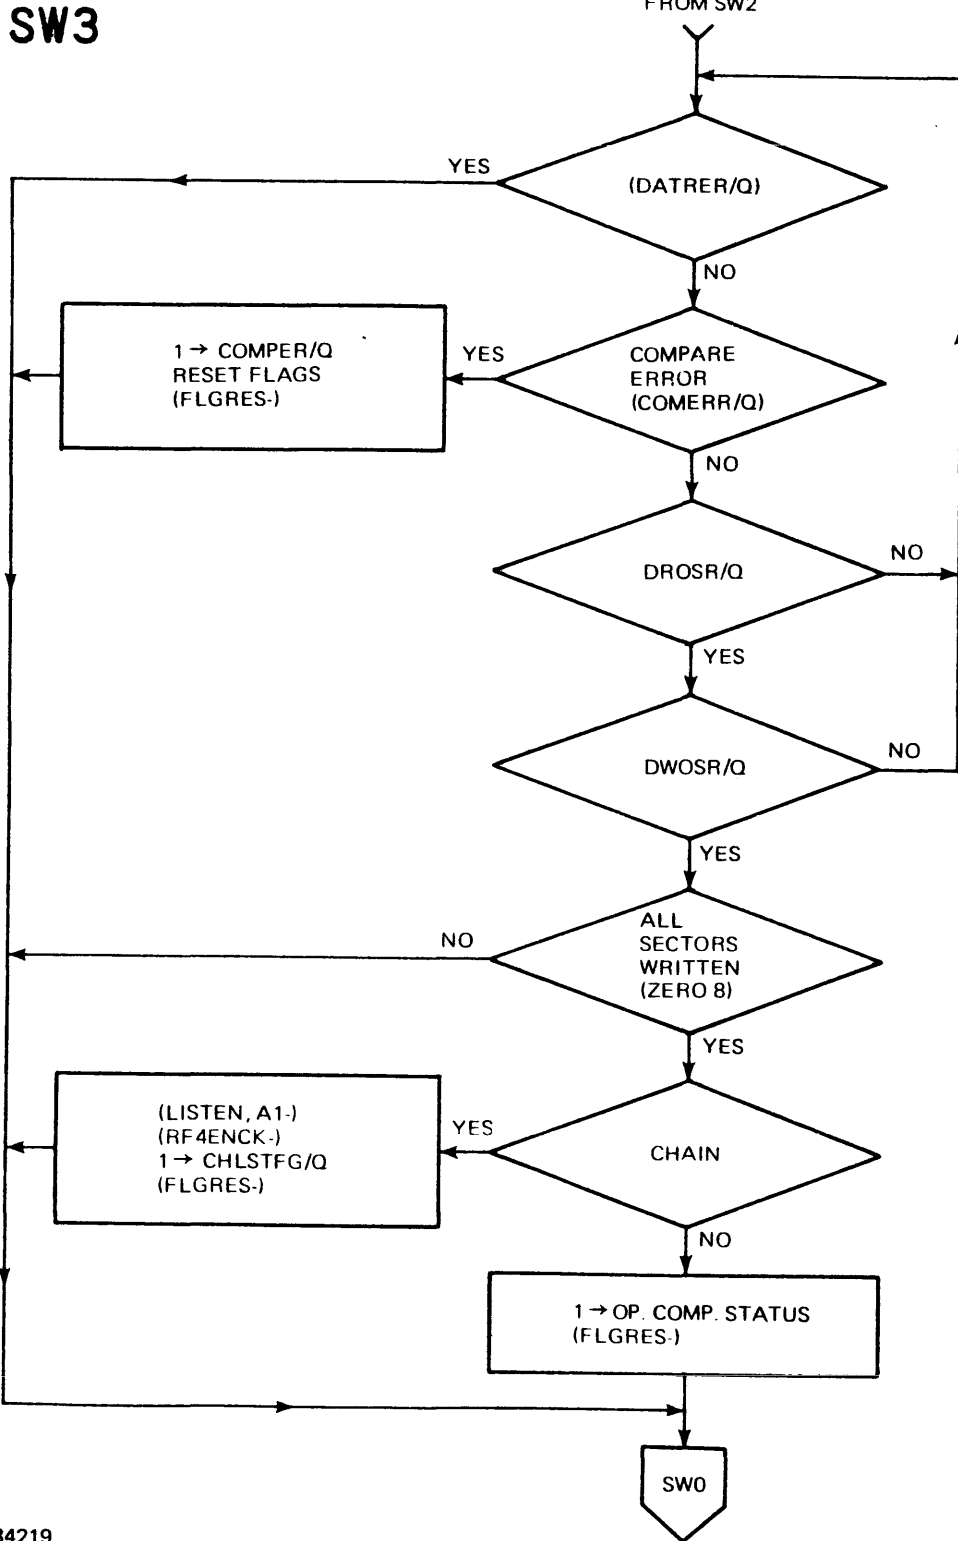 FROM SW2
SW3
YES
(DATRER/Q)
NO
1→ COMPER/Q
RESET FLAGS
(FLGRES-)
YES
COMPARE
ERROR
(COMERR/Q)
NO
DROSR/Q
NO
YES
DWOSR/Q
NO
YES
NO
ALL
SECTORS
WRITTEN
(ZERO 8)
YES
(LISTEN, A1-)
(RF4ENCK-)
1→ CHLSTFG/Q
(FLGRES-)
YES
CHAIN
NO
1→OP. COMP. STATUS
(FLGRES-)
SW0
34219